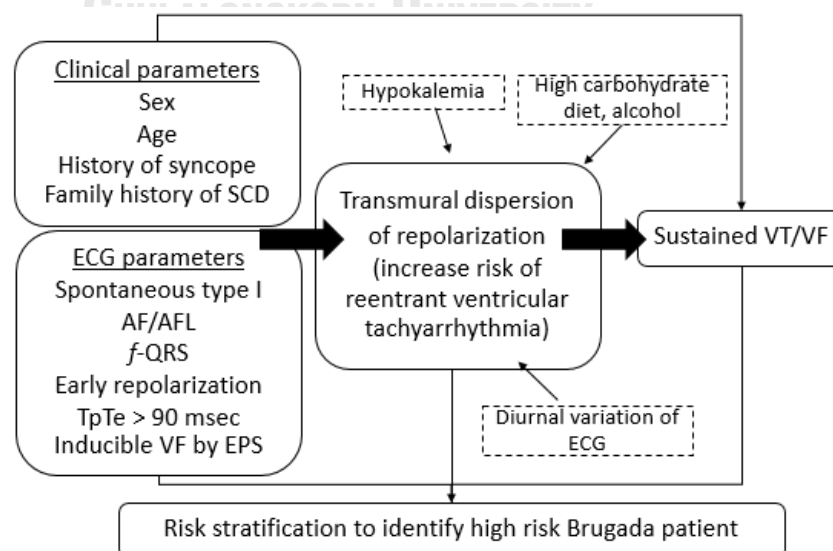 Clinical parameters
Sex
Age
History of syncope
Family history of SCD
ECG parameters
Spontaneous type I
AF/AFL
f-QRS
Early repolarization
TpTe > 90 msec
Inducible VF by EPS
Hypokalemia
High carbohydrate
diet, alcohol
Transmural dispersion
of repolarization
(increase risk of
reentrant ventricular
tachyarrhythmia)
Diurnal variation of
ECG
Sustained VT/VF
Risk stratification to identify high risk Brugada patient